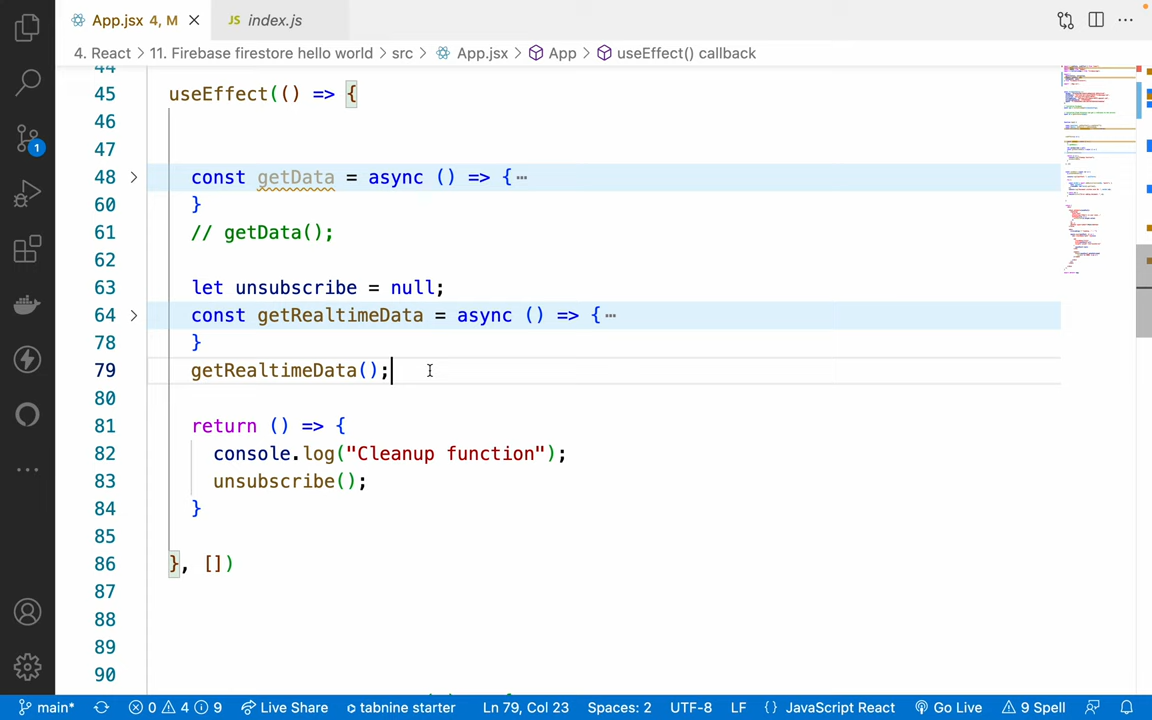 App.jsx 4, M
JS index.js
4. React > 11. Firebase firestore hello world > src > App.jsx > App > useEffect() callback
44
45 useEffect(() => {
46
47
48 const getData = async () => {
60 }
61 // getData();
62
63 let unsubscribe = null;
64 const getRealtimeData = async () => {
78 }
79 getRealtimeData();
80
81 return () => {
82 console.log("Cleanup function");
83 unsubscribe();
84 }
85
86 }, [])
87
88
89
90
1
main* 0 4 9 Live Share tabnine starter Ln 79, Col 23 Spaces: 2 UTF-8 LF {} JavaScript React Go Live 9 Spell